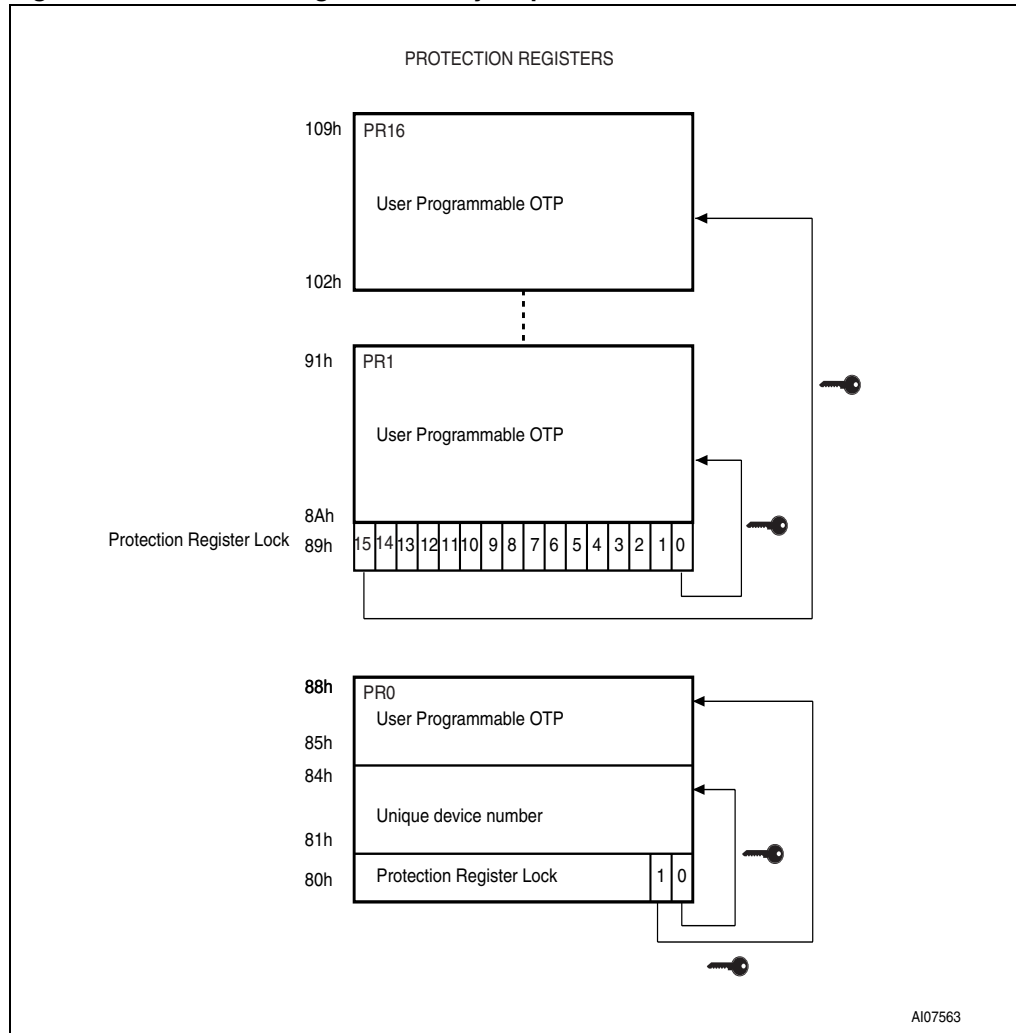 PROTECTION REGISTERS
109h
PR16
User Programmable OTP
102h
91h
PR1
User Programmable OTP
8Ah
Protection Register Lock 89h 15 14 13 12 11 10 9 8 7 6 5 4 3 2 1 0
88h
PR0
User Programmable OTP
85h
84h
Unique device number
81h
80h Protection Register Lock 1 0
AI07563